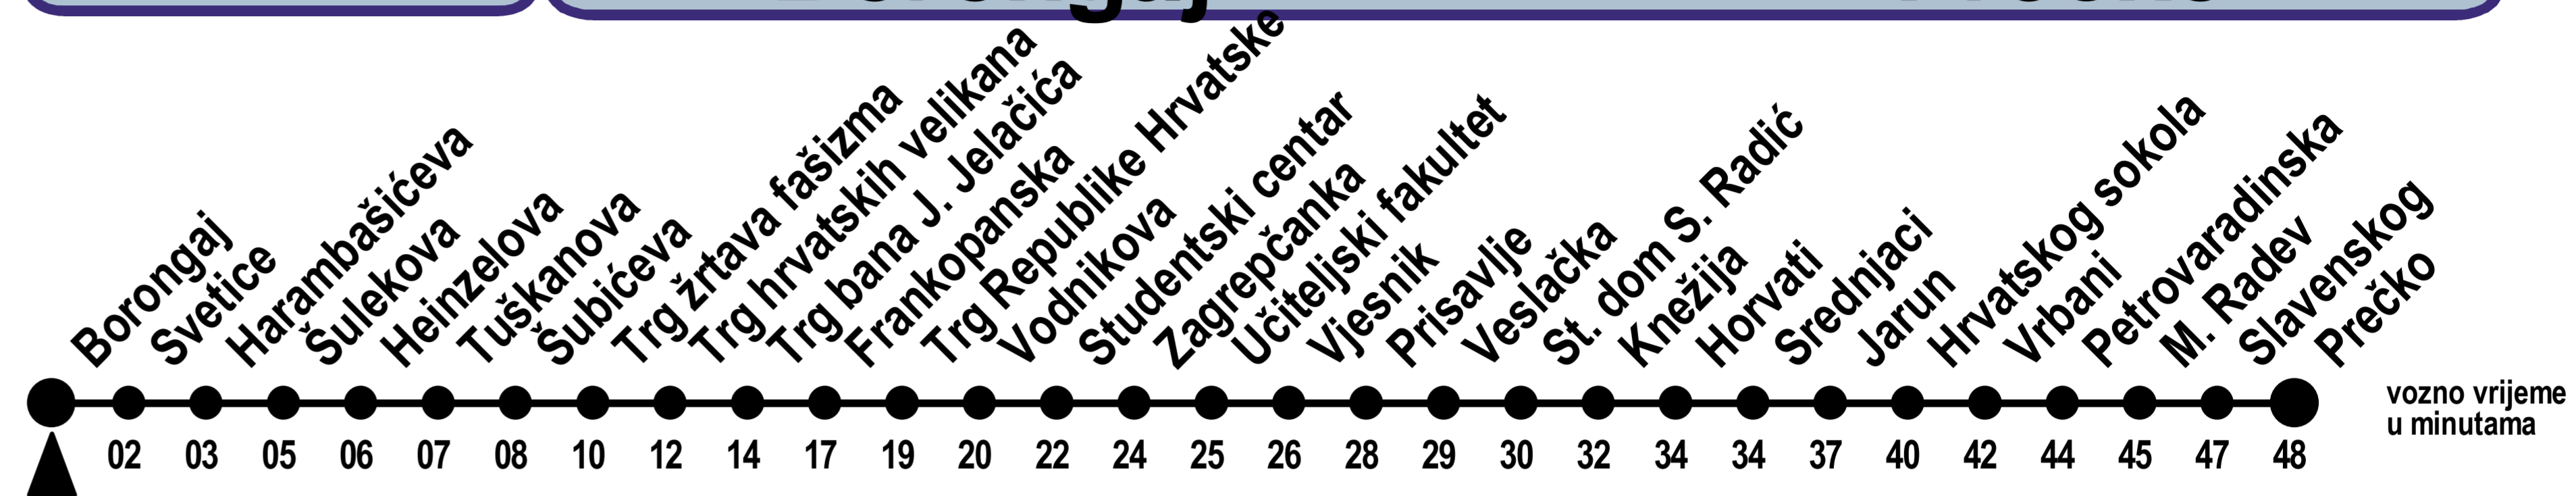 Borongaj
Svetice
Harambašićeva
Šulekova
Heinzelova
Tuškanova
Šubićeva
Trg žrtava fašizma
Trg hrvatskih velikana
Trg bana J. Jelačića
Frankopanska
Trg Republike Hrvatske
Vodnikova
Studentski centar
Zagrepčanka
Učiteljski fakultet
Vjesnik
Prisavlje
Veslačka
St. dom S. Radić
Knežija
Horvati
Srednjaci
Jarun
Hrvatskog sokola
Vrbani
Petrovaradinska
M. Radev
Slavenskog
Prečko
02 03 05 06 07 08 10 12 14 17 19 20 22 24 25 26 28 29 30 32 34 34 37 40 42 44 45 47 48
vozno vrijeme
u minutama